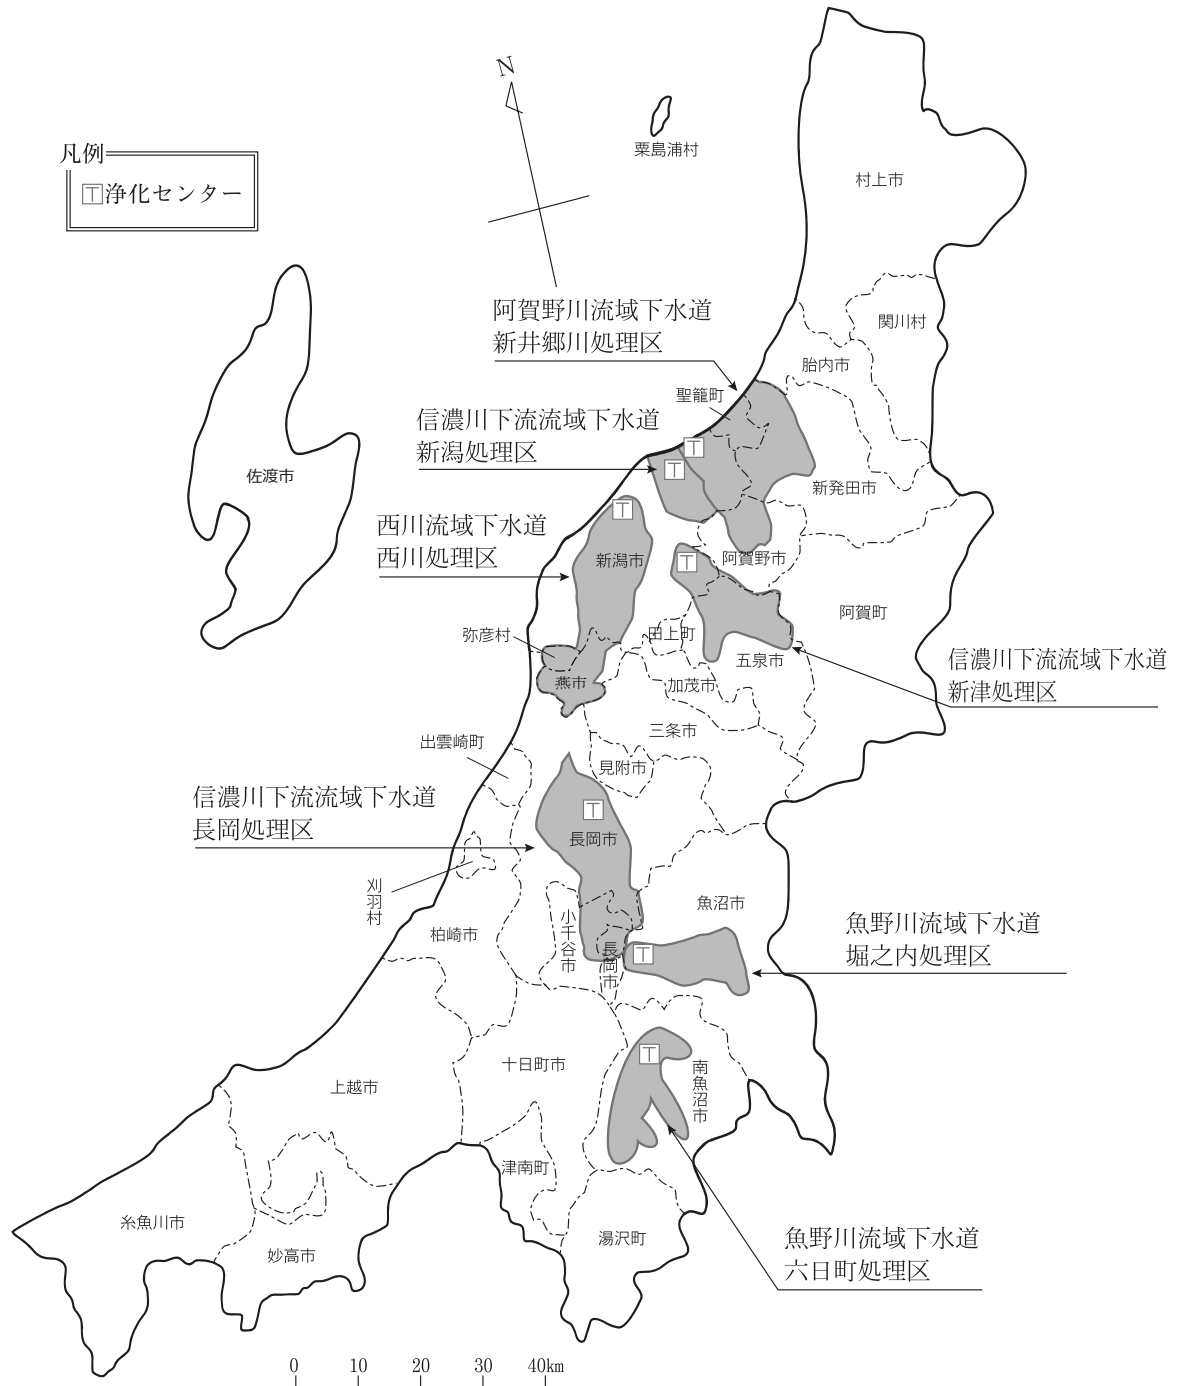 N
粟島浦村
凡例
T浄化センター
村上市
関川村
阿賀野川流域下水道
新井郷川処理区
胎内市
聖籠町
信濃川下流流域下水道
新潟処理区
T
T
佐渡市
新発田市
西川流域下水道
西川処理区
T
新潟市
T
阿賀野市
阿賀町
弥彦村
田上町
五泉市
信濃川下流流域下水道
新津処理区
燕市
加茂市
三条市
出雲崎町
見附市
信濃川下流流域下水道
長岡処理区
T
長岡市
刈羽村
魚沼市
柏崎市
小千谷市
長岡市
T
魚野川流域下水道
堀之内処理区
十日町市
T
南魚沼市
上越市
津南町
糸魚川市
妙高市
湯沢町
魚野川流域下水道
六日町処理区
0 10 20 30 40km